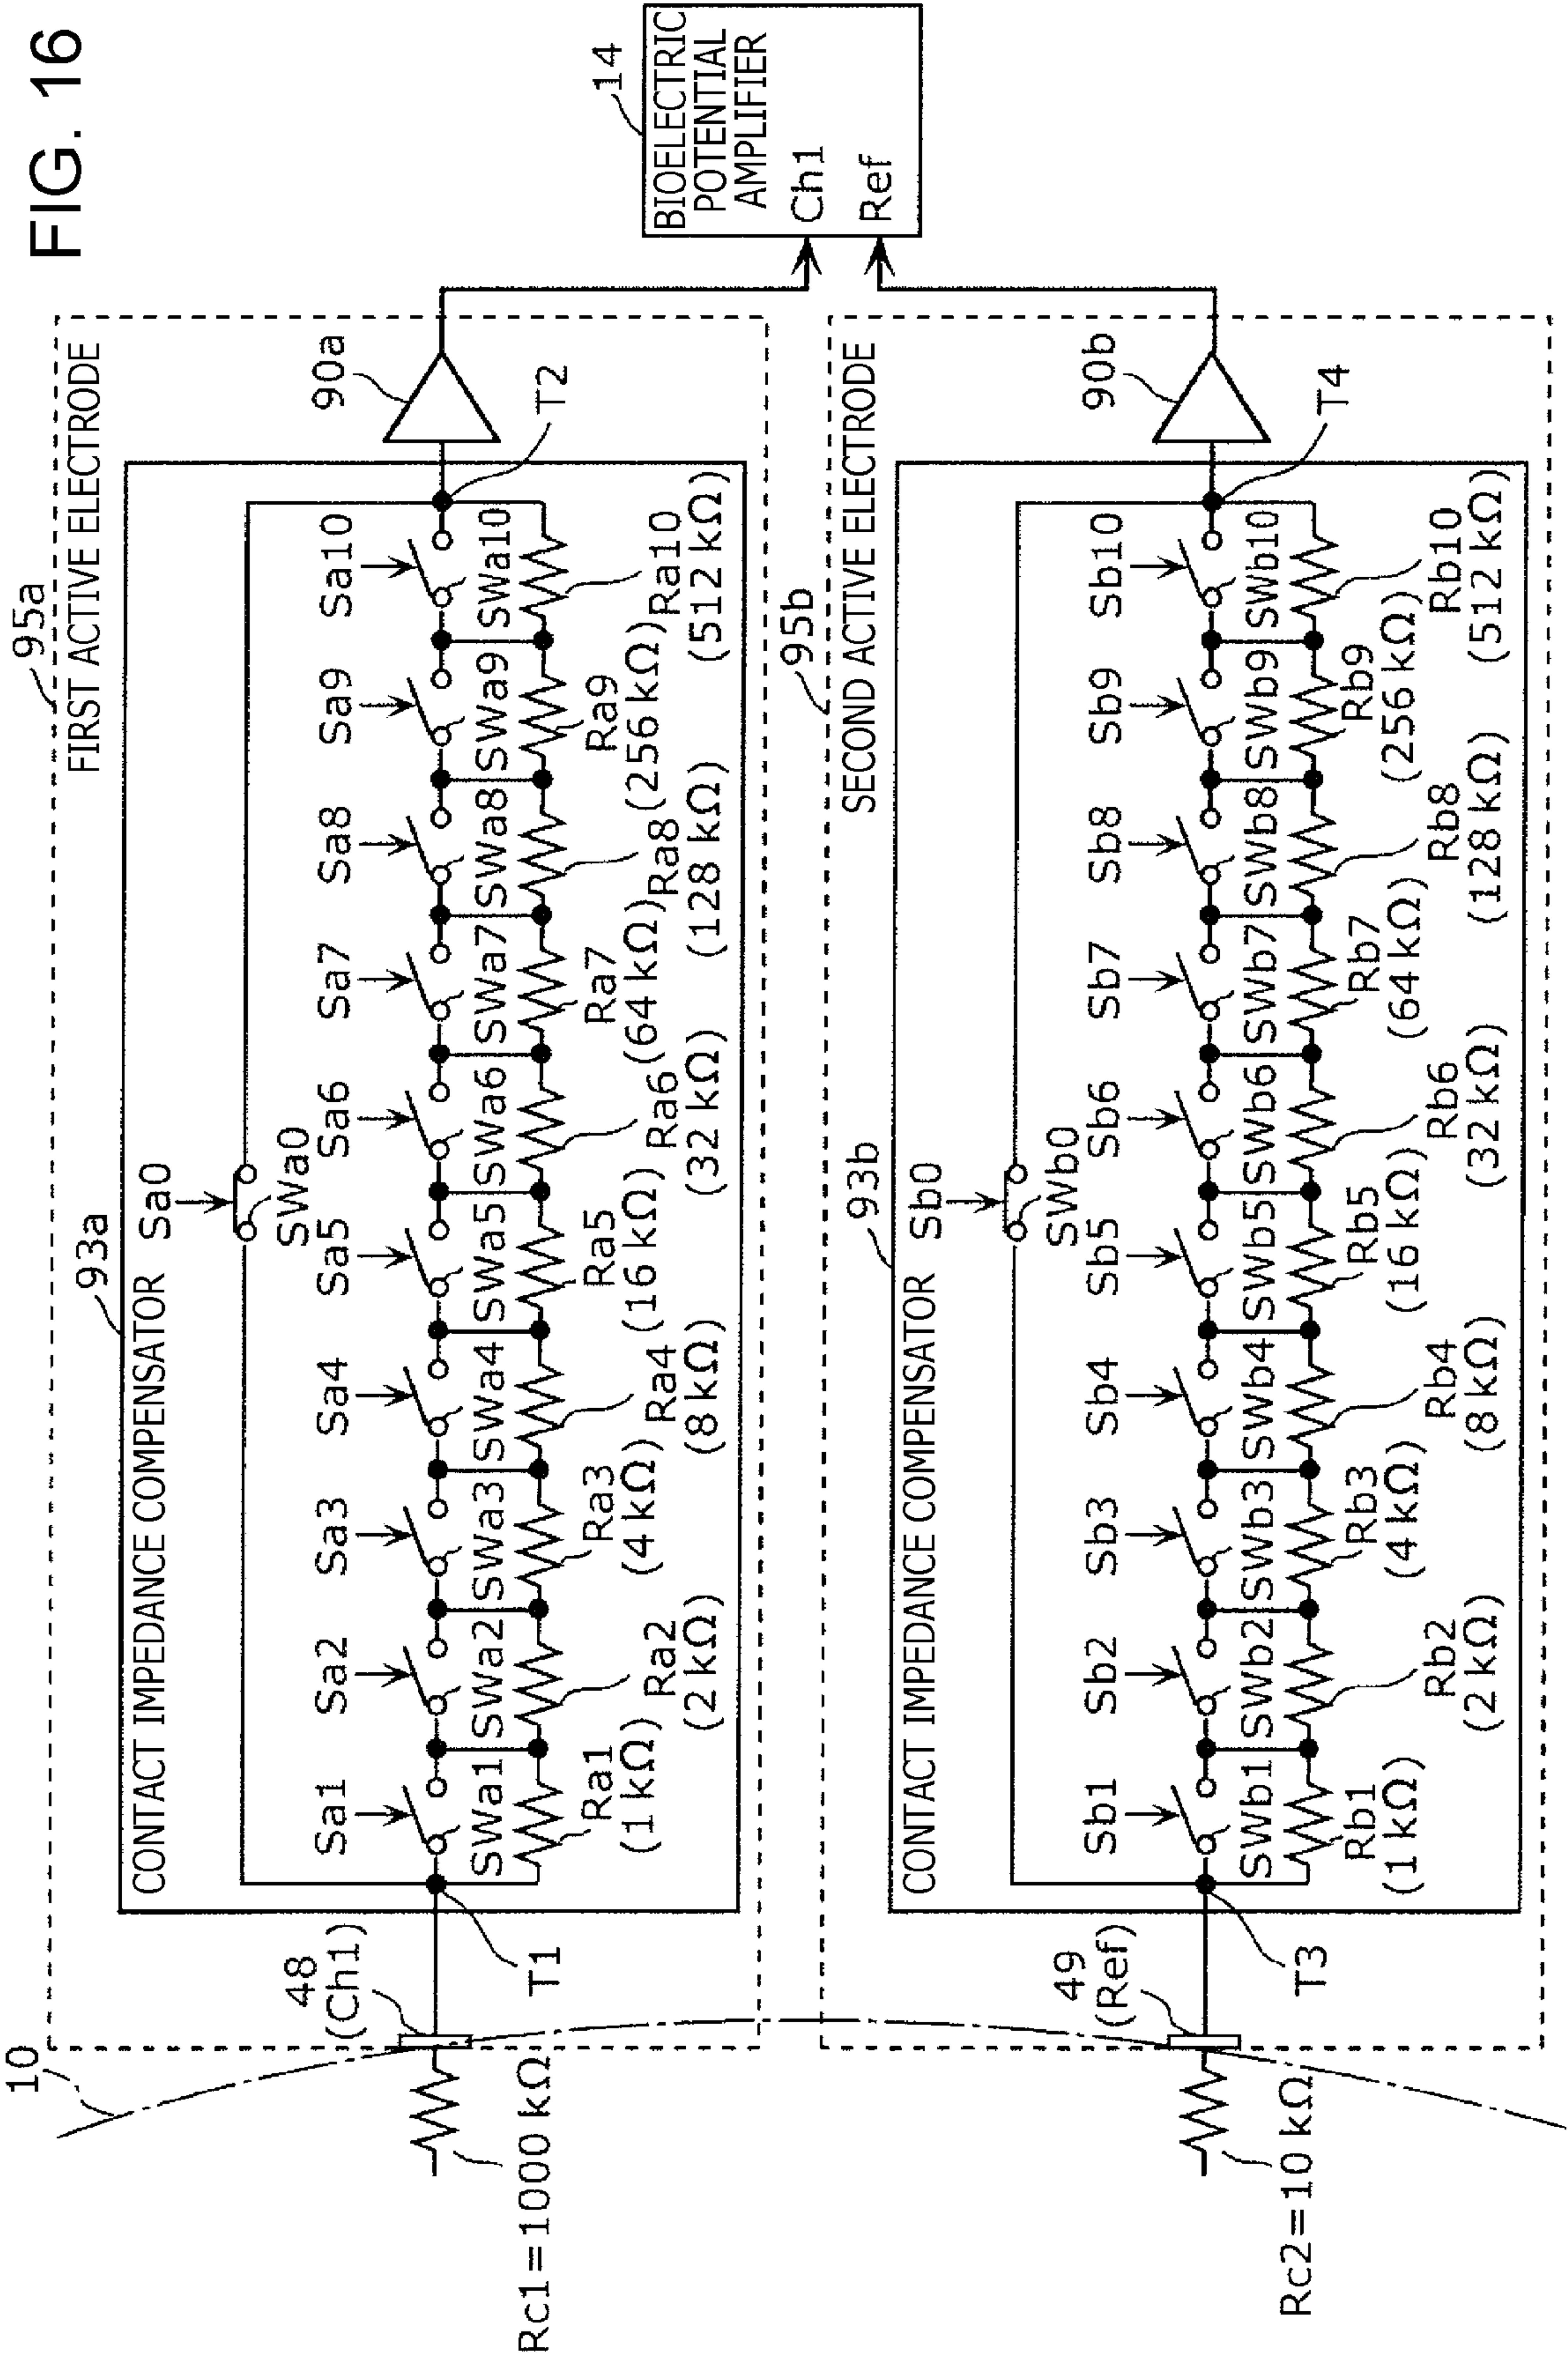 FIG. 16
95a
FIRST ACTIVE ELECTRODE
93a
CONTACT IMPEDANCE COMPENSATOR
Sa0
SWa0
Sa1
Sa2
Sa3
Sa4
Sa5
Sa6
Sa7
Sa8
Sa9
Sa10
SWa1
SWa2
SWa3
SWa4
SWa5
SWa6
SWa7
SWa8
SWa9
SWa10
Ra1
(1 kΩ)
Ra2
(2 kΩ)
Ra3
(4 kΩ)
Ra4
(8 kΩ)
Ra5
(16 kΩ)
Ra6
(32 kΩ)
Ra7
(64 kΩ)
Ra8
(128 kΩ)
Ra9
(256 kΩ)
Ra10
(512 kΩ)
10
48
(Ch1)
T1
T2
90a
Rc1=1000 kΩ
14
BIOELECTRIC
POTENTIAL
AMPLIFIER
Ch1
Ref
95b
SECOND ACTIVE ELECTRODE
93b
CONTACT IMPEDANCE COMPENSATOR
Sb0
SWb0
Sb1
Sb2
Sb3
Sb4
Sb5
Sb6
Sb7
Sb8
Sb9
Sb10
SWb1
SWb2
SWb3
SWb4
SWb5
SWb6
SWb7
SWb8
SWb9
SWb10
Rb1
(1 kΩ)
Rb2
(2 kΩ)
Rb3
(4 kΩ)
Rb4
(8 kΩ)
Rb5
(16 kΩ)
Rb6
(32 kΩ)
Rb7
(64 kΩ)
Rb8
(128 kΩ)
Rb9
(256 kΩ)
Rb10
(512 kΩ)
49
(Ref)
T3
T4
90b
Rc2=10 kΩ